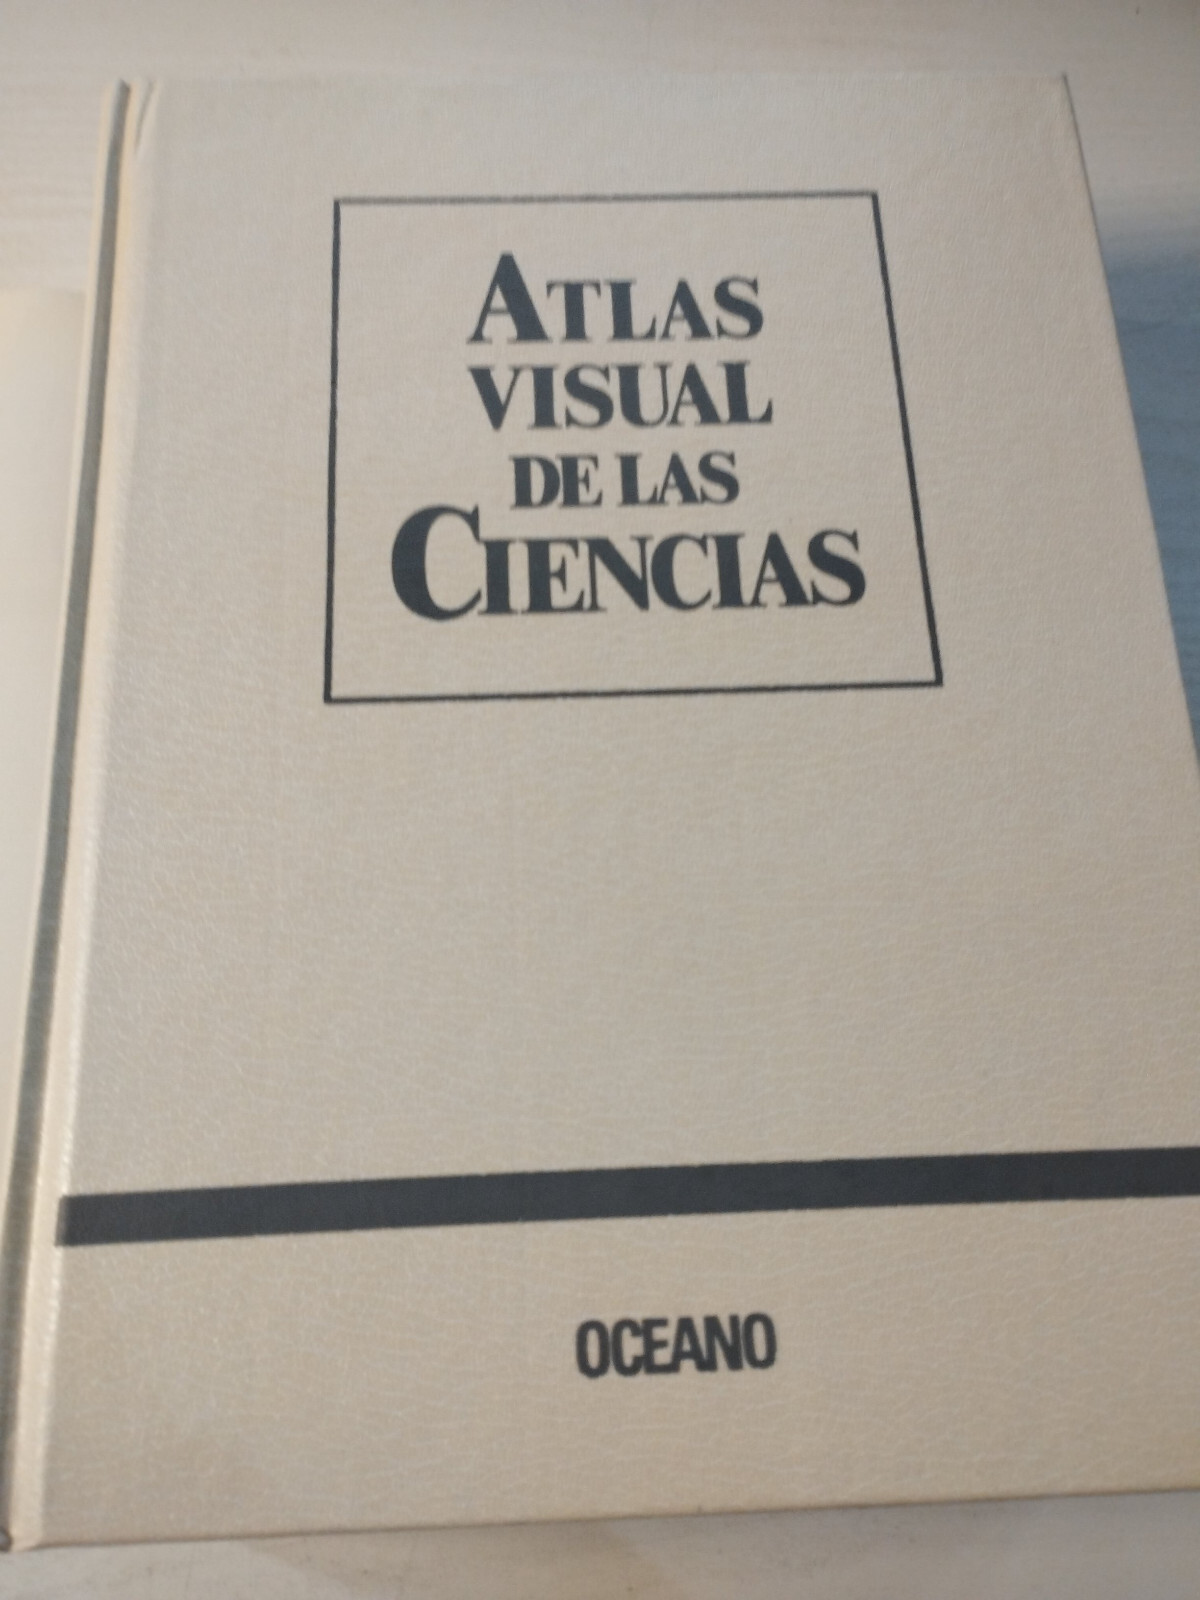 ATLAS
VISUAL
DE LAS
CIENCIAS
OCEANO